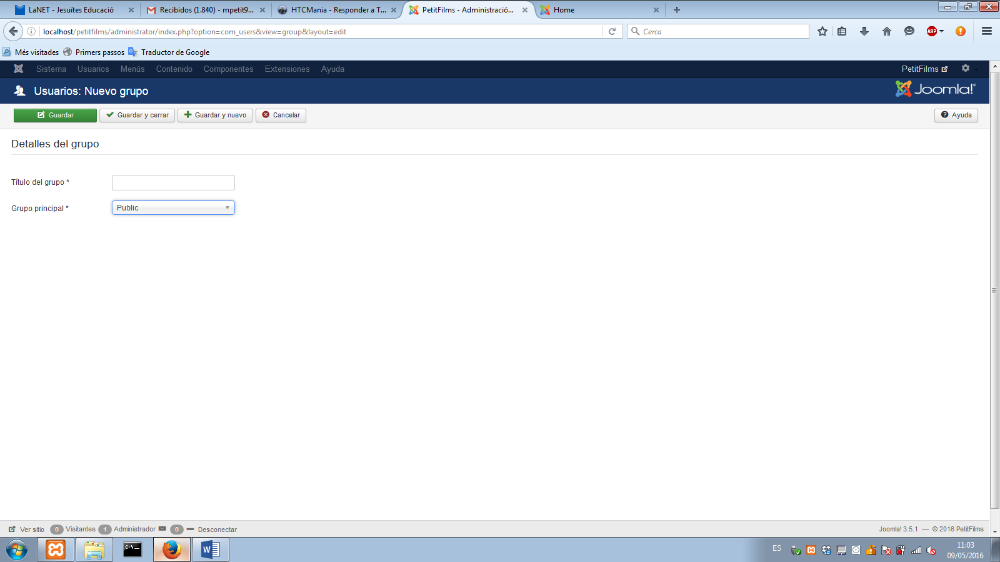 LaNET - Jesuïtes Educació
Recibidos (1.840) - mpetit9...
HTCMania - Responder a T...
PetitFilms - Administració...
Home
localhost/petitfilms/administrator/index.php?option=com_users&view=group&layout=edit
Cerca
ABP
Més visitades
Primers passos
Traductor de Google
Sistema
Usuarios
Menús
Contenido
Componentes
Extensiones
Ayuda
PetitFilms
Usuarios: Nuevo grupo
Joomla!®
Guardar
Guardar y cerrar
Guardar y nuevo
Cancelar
Ayuda
Detalles del grupo
Título del grupo *
Grupo principal *
Public
Ver sitio
0 Visitantes
1 Administrador
0
Desconectar
Joomla! 3.5.1 — © 2016 PetitFilms
C:\_
W
ES
11:03
09/05/2016